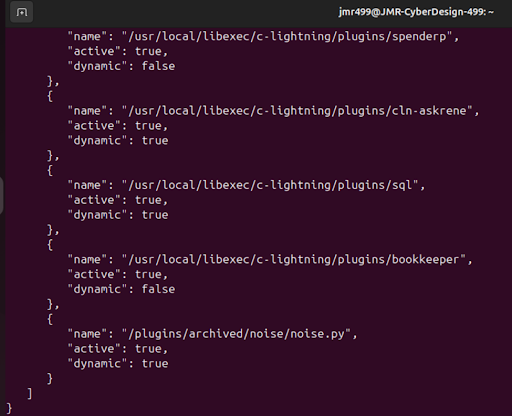 jmr499@JMR-CyberDesign-499: ~
"name": "/usr/local/libexec/c-lightning/plugins/spenderp",
"active": true,
"dynamic": false
},
{
"name": "/usr/local/libexec/c-lightning/plugins/cln-askrene",
"active": true,
"dynamic": true
},
{
"name": "/usr/local/libexec/c-lightning/plugins/sql",
"active": true,
"dynamic": true
},
{
"name": "/usr/local/libexec/c-lightning/plugins/bookkeeper",
"active": true,
"dynamic": false
},
{
"name": "/plugins/archived/noise/noise.py",
"active": true,
"dynamic": true
}
]
}